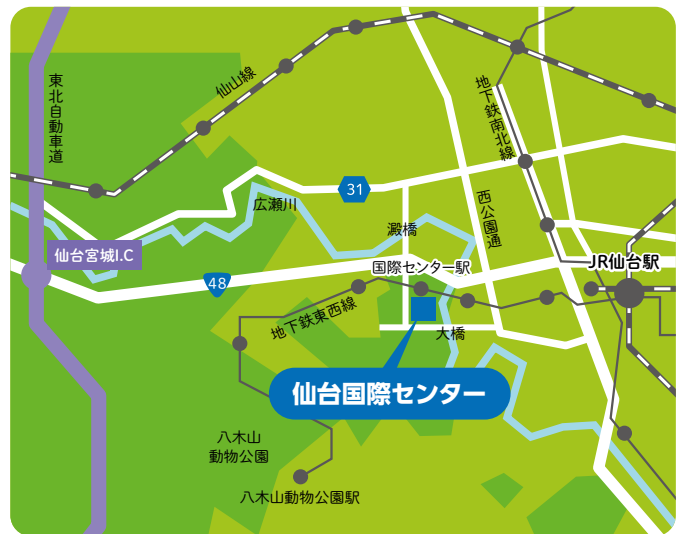 東北自動車道
仙山線
地下鉄南北線
31
広瀬川
澱橋
西公園通
仙台宮城I.C
国際センター駅
JR仙台駅
48
地下鉄東西線
大橋
仙台国際センター
八木山
動物公園
八木山動物公園駅